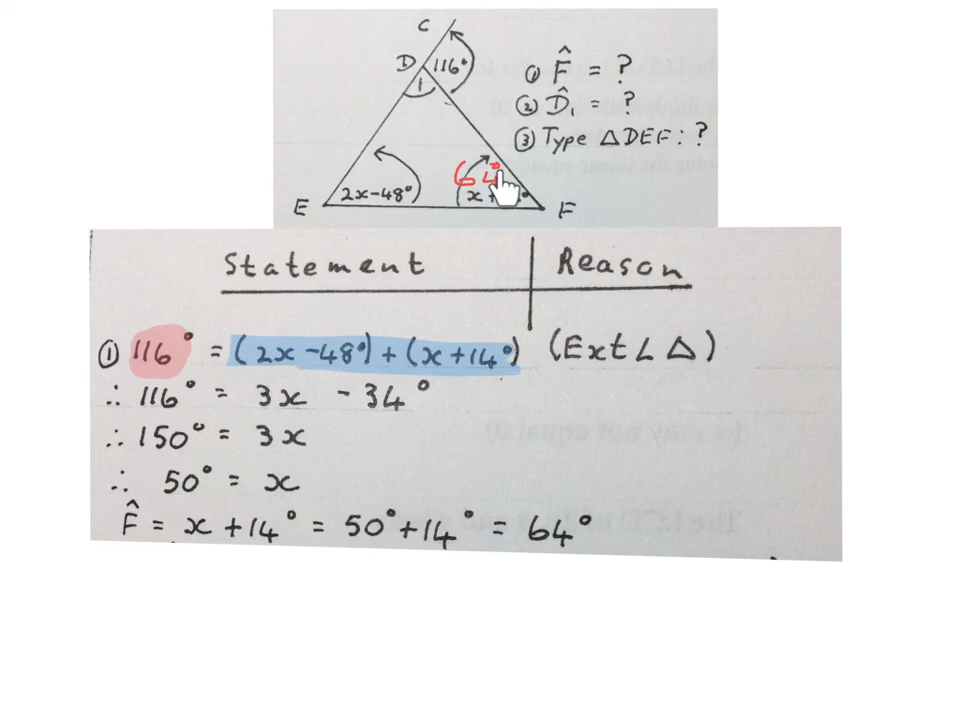 C
D 116° ① F̂ = ?
1 ② D̂₁ = ?
③ Type △DEF: ?
64°
E 2x-48° F
Statement Reason
① 116° = (2x-48°) + (x+14°) (Ext∠△)
∴ 116° = 3x - 34°
∴ 150° = 3x
∴ 50° = x
F̂ = x+14° = 50°+14° = 64°